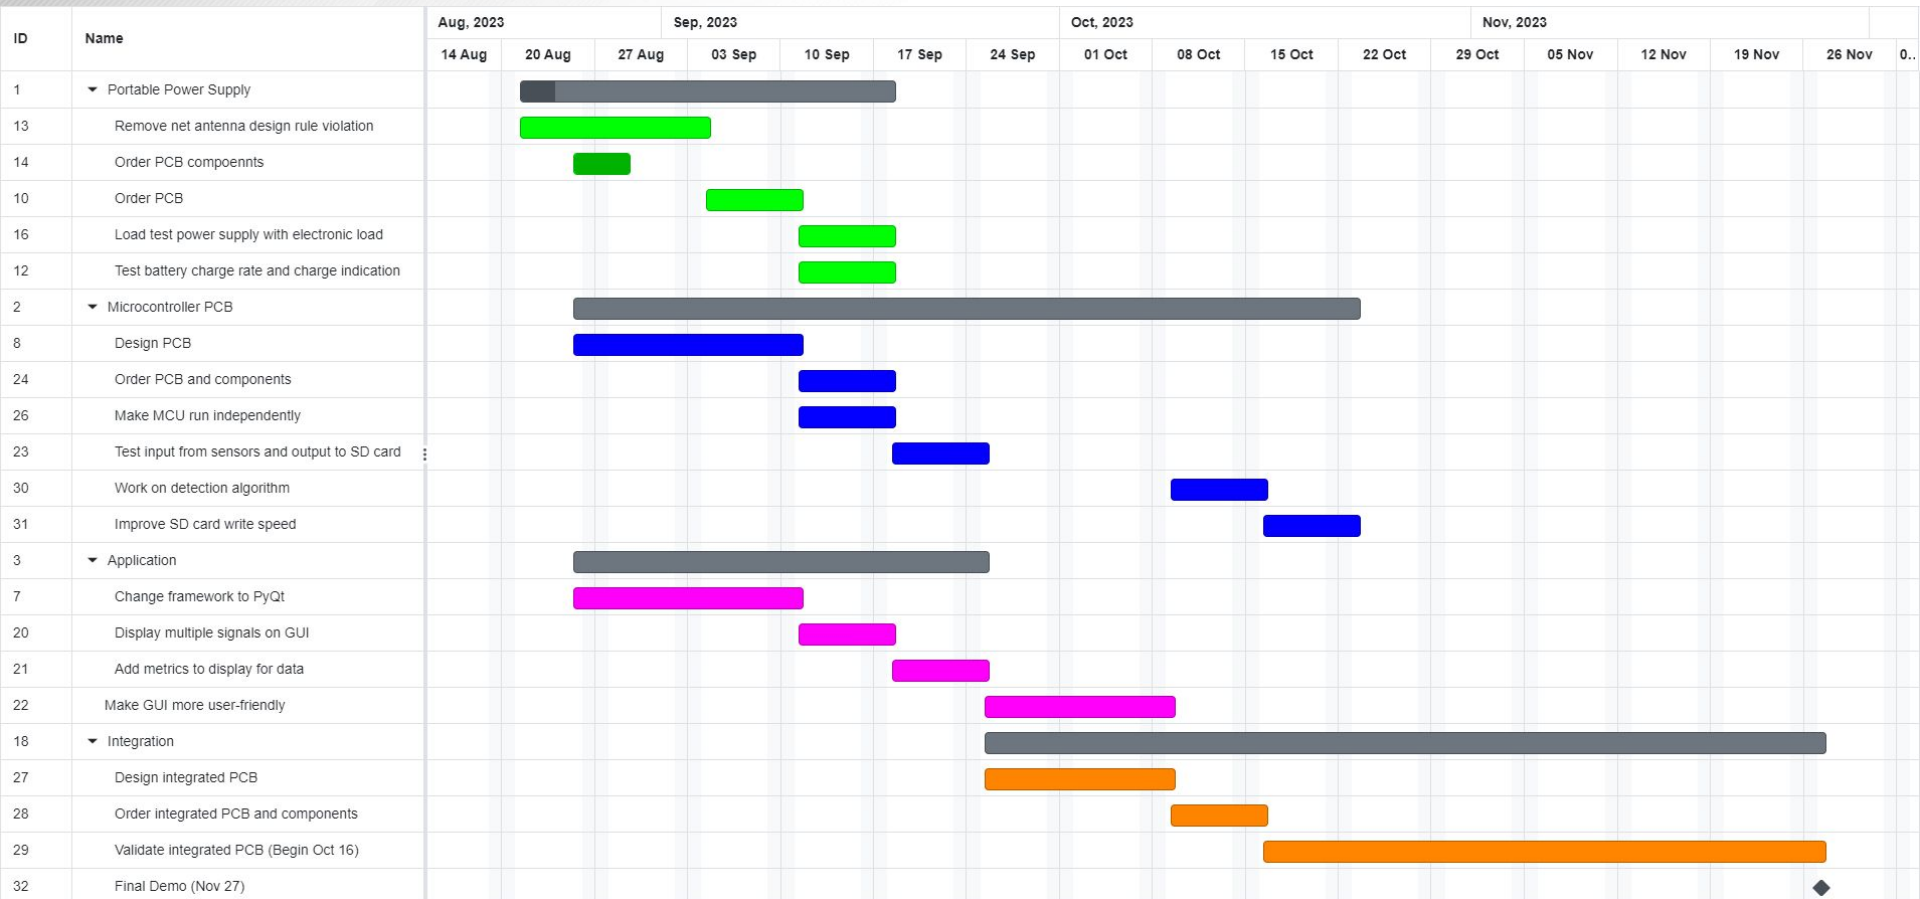 Aug, 2023 Sep, 2023 Oct, 2023 Nov, 2023
ID Name
14 Aug 20 Aug 27 Aug 03 Sep 10 Sep 17 Sep 24 Sep 01 Oct 08 Oct 15 Oct 22 Oct 29 Oct 05 Nov 12 Nov 19 Nov 26 Nov 0..
1 Portable Power Supply
13 Remove net antenna design rule violation
14 Order PCB compoennts
10 Order PCB
16 Load test power supply with electronic load
12 Test battery charge rate and charge indication
2 Microcontroller PCB
8 Design PCB
24 Order PCB and components
26 Make MCU run independently
23 Test input from sensors and output to SD card
30 Work on detection algorithm
31 Improve SD card write speed
3 Application
7 Change framework to PyQt
20 Display multiple signals on GUI
21 Add metrics to display for data
22 Make GUI more user-friendly
18 Integration
27 Design integrated PCB
28 Order integrated PCB and components
29 Validate integrated PCB (Begin Oct 16)
32 Final Demo (Nov 27)